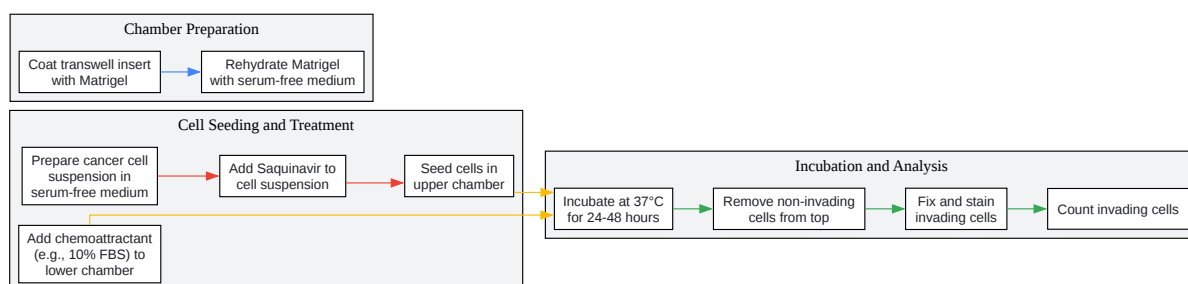 Chamber Preparation
Coat transwell insert
with Matrigel
Rehydrate Matrigel
with serum-free medium
Cell Seeding and Treatment
Prepare cancer cell
suspension in
serum-free medium
Add Saquinavir to
cell suspension
Seed cells in
upper chamber
Add chemoattractant
(e.g., 10% FBS) to
lower chamber
Incubation and Analysis
Incubate at 37°C
for 24-48 hours
Remove non-invading
cells from top
Fix and stain
invading cells
Count invading cells